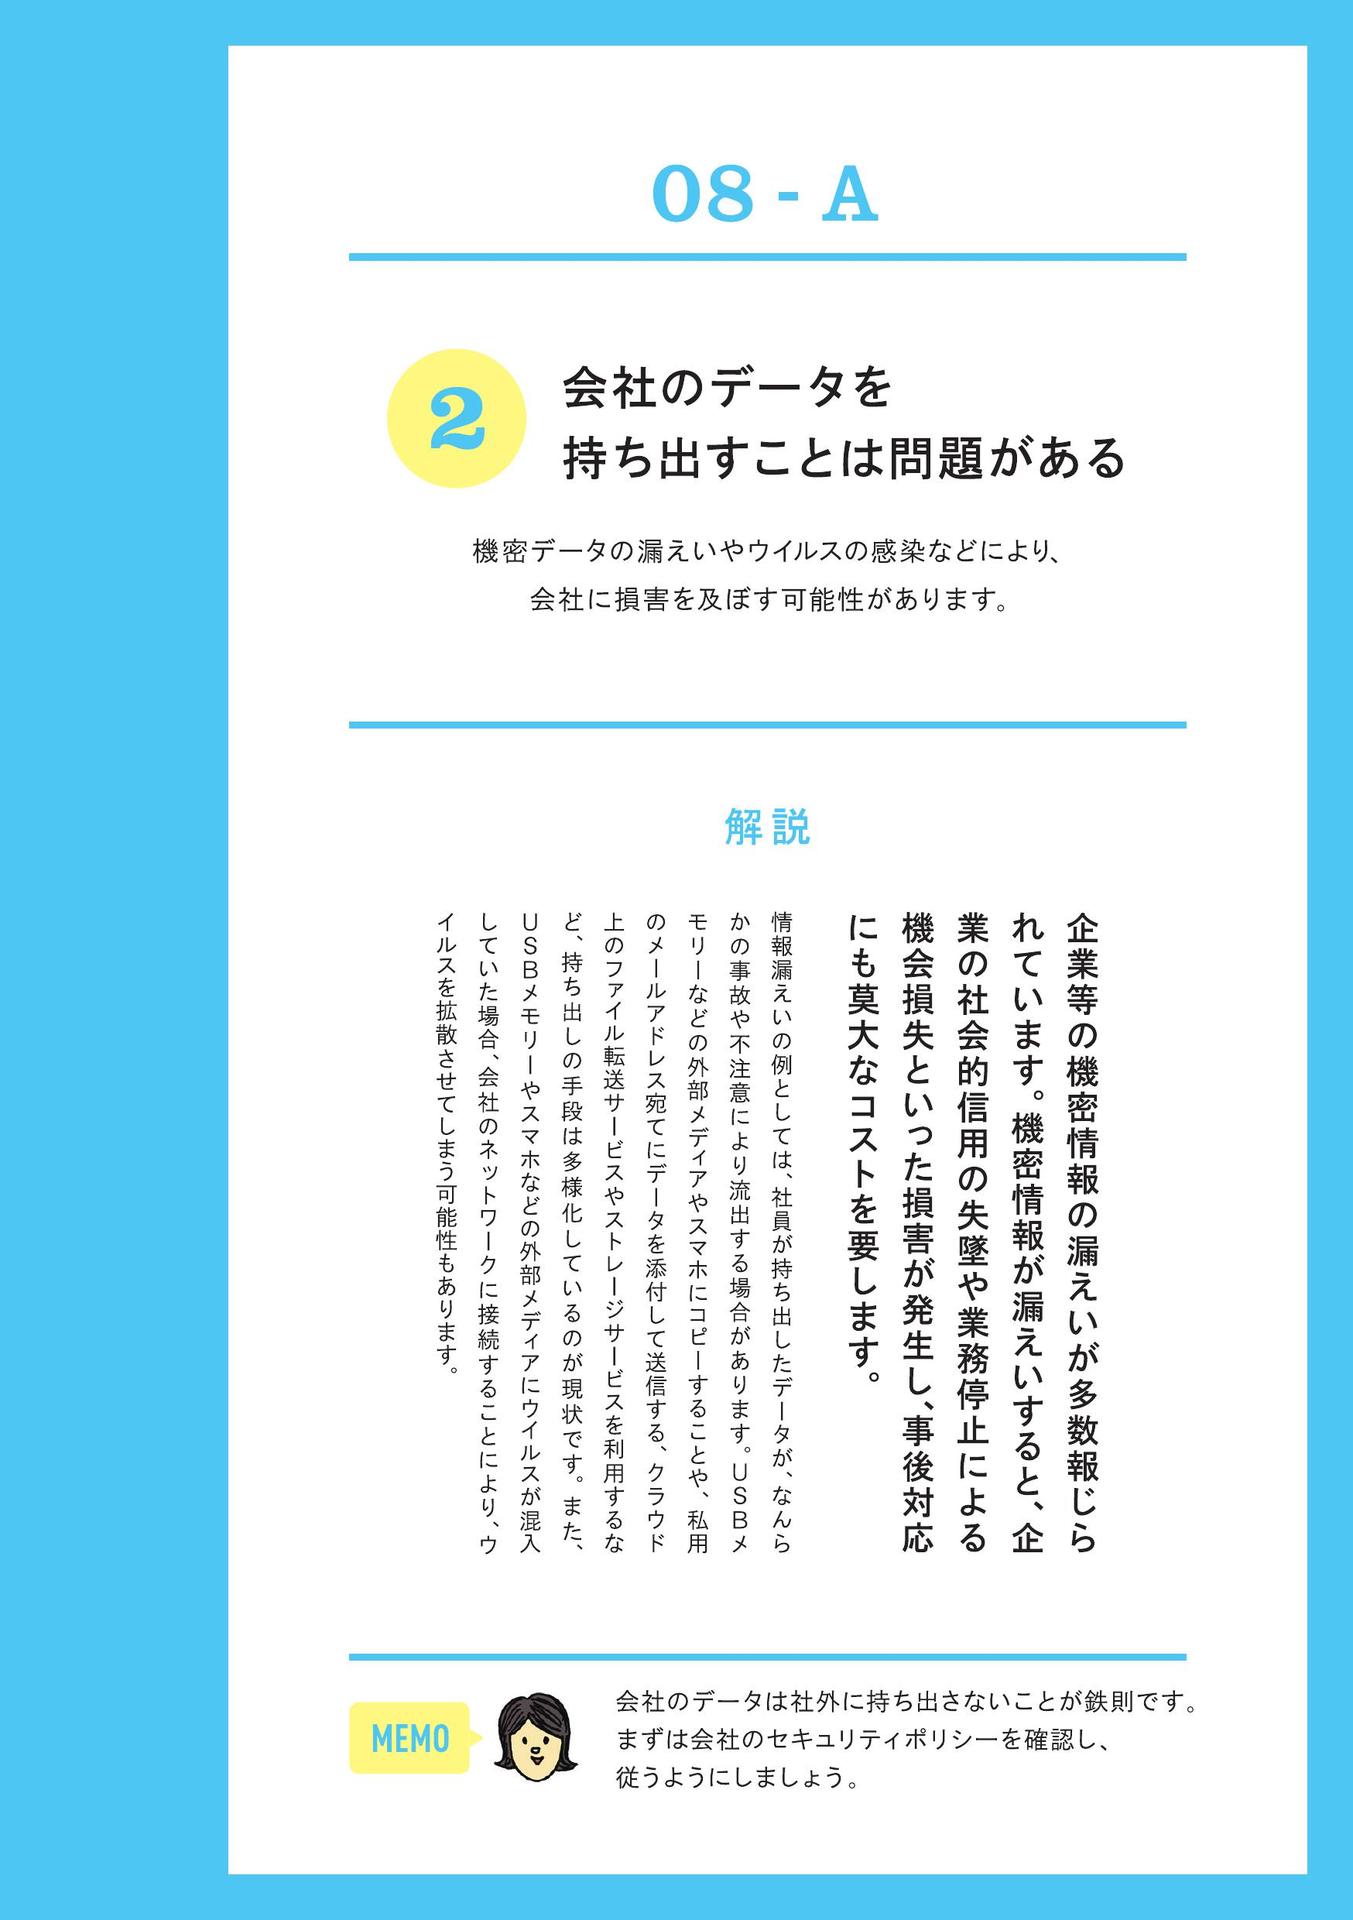 08 - A
2
会社のデータを
持ち出すことは問題がある
機密データの漏えいやウイルスの感染などにより、
会社に損害を及ぼす可能性があります。
解説
企業等の機密情報の漏えいが多数報じら
れています。機密情報が漏えいすると、企
業の社会的信用の失墜や業務停止による
機会損失といった損害が発生し、事後対応
にも莫大なコストを要します。
情報漏えいの例としては、社員が持ち出したデータが、なんら
かの事故や不注意により流出する場合があります。USBメ
モリーなどの外部メディアやスマホにコピーすることや、私用
のメールアドレス宛てにデータを添付して送信する、クラウド
上のファイル転送サービスやストレージサービスを利用するな
ど、持ち出しの手段は多様化しているのが現状です。また、
USBメモリーやスマホなどの外部メディアにウイルスが混入
していた場合、会社のネットワークに接続することにより、ウ
イルスを拡散させてしまう可能性もあります。
MEMO
会社のデータは社外に持ち出さないことが鉄則です。
まずは会社のセキュリティポリシーを確認し、
従うようにしましょう。